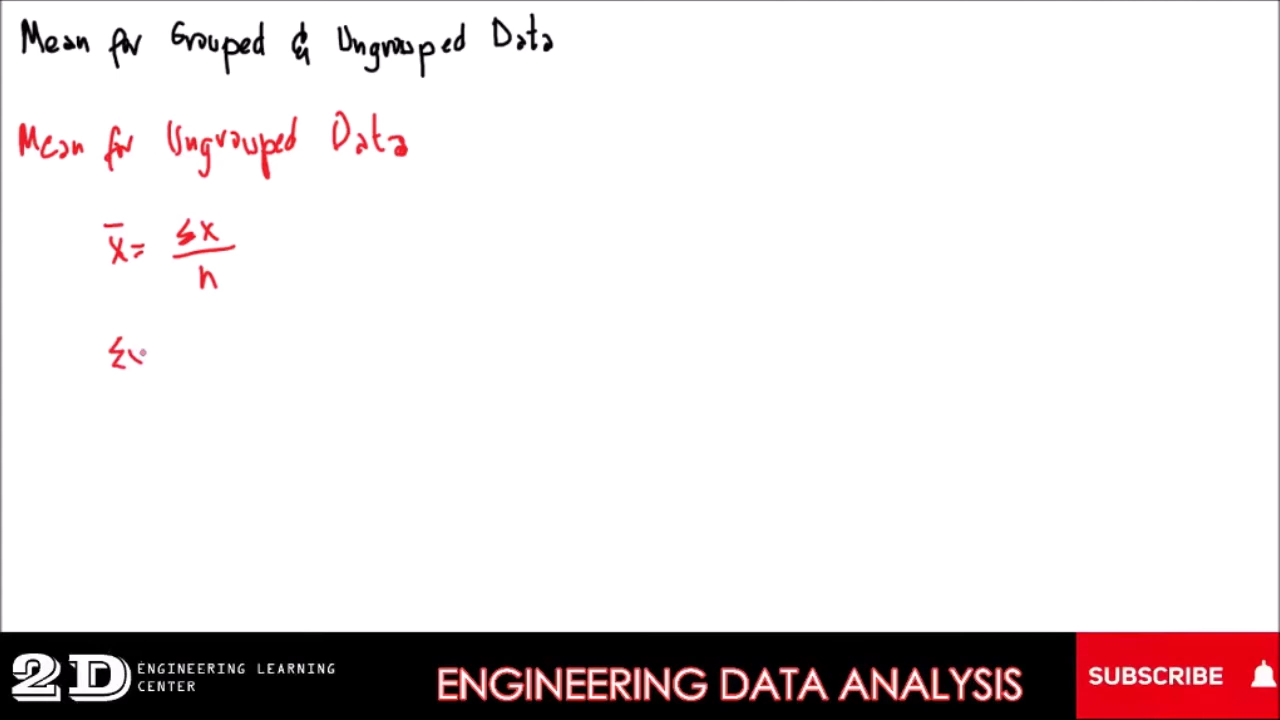 Mean for Grouped & Ungrouped Data
Mean for Ungrouped Data
x̄ = Σx
n
Σ
2D ENGINEERING LEARNING
CENTER
ENGINEERING DATA ANALYSIS
SUBSCRIBE